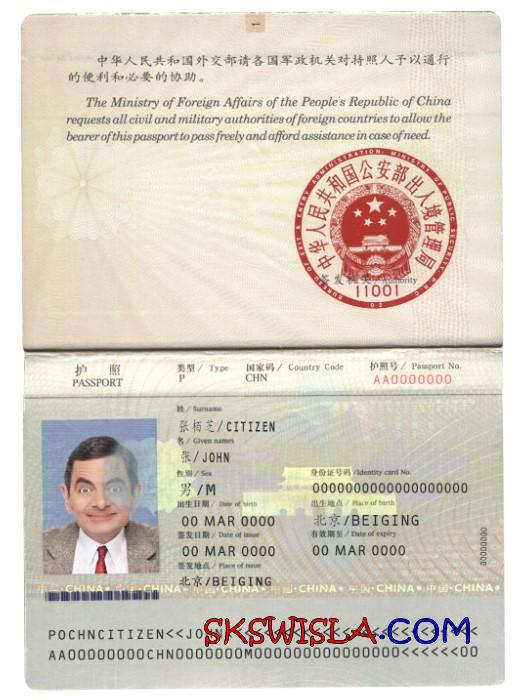 1
中华人民共和国外交部请各国军政机关对持照人予以通行
的便利和必要的协助。
The Ministry of Foreign Affairs of the People's Republic of China
requests all civil and military authorities of foreign countries to allow the
bearer of this passport to pass freely and afford assistance in case of need.
BUREAU OF EXIT & ENTRY ADMINISTRATION, MINISTRY OF PUBLIC SECURITY
中华人民共和国公安部出入境管理局
签发机关 / Authority
11001
02
护 照
PASSPORT
类型 / Type 国家码 / Country Code 护照号 / Passport No.
P CHN AA0000000
姓 / Surname
张栢芝/CITIZEN
名 / Given names
张/JOHN
性别 / Sex 身份证号码 /Identity card No.
男/M 000000000000000000
出生日期 / Date of birth 出生地点 / Place of birth
00 MAR 0000 北京/BEIGING
签发日期 / Date of issue 有效期至 / Date of expiry
00 MAR 0000 00 MAR 0000
签发地点 / Place of issue
北京/BEIGING
00000000
中国·CHINA 中国·CHINA 中国·CHINA 中国·CHINA
SKSWISLA.COM
POCHNCITIZEN<<JOHN